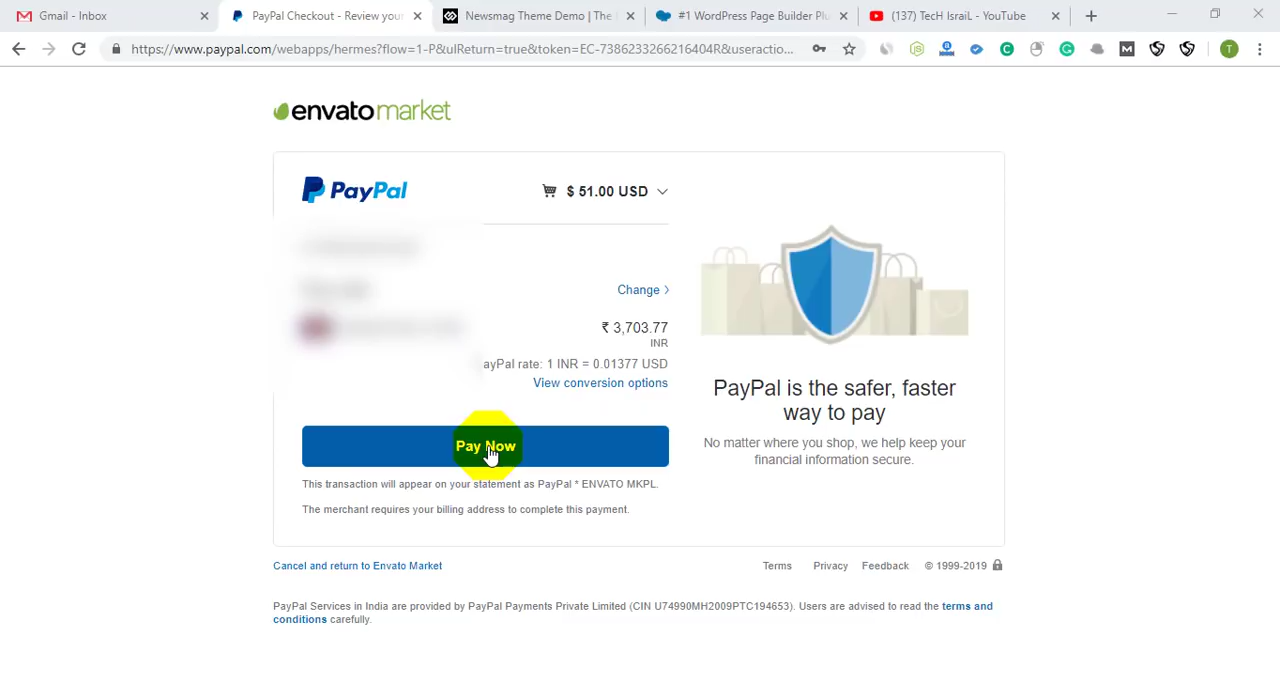 Gmail - Inbox
PayPal Checkout - Review your
Newsmag Theme Demo | The
#1 WordPress Page Builder Plu
(137) TecH IsraiL - YouTube
https://www.paypal.com/webapps/hermes?flow=1-P&ulReturn=true&token=EC-7386233266216404R&useractio...
envato market
PayPal
$ 51.00 USD
Change >
₹ 3,703.77
INR
ayPal rate: 1 INR = 0.01377 USD
View conversion options
Pay Now
This transaction will appear on your statement as PayPal * ENVATO MKPL.
The merchant requires your billing address to complete this payment.
PayPal is the safer, faster
way to pay
No matter where you shop, we help keep your
financial information secure.
Cancel and return to Envato Market
Terms Privacy Feedback © 1999-2019
PayPal Services in India are provided by PayPal Payments Private Limited (CIN U74990MH2009PTC194653). Users are advised to read the terms and
conditions carefully.